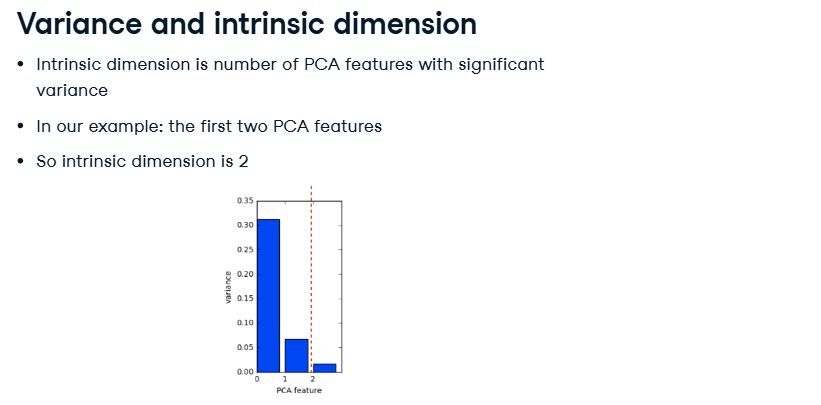 Variance and intrinsic dimension
• Intrinsic dimension is number of PCA features with significant
variance
• In our example: the first two PCA features
• So intrinsic dimension is 2
0.35
0.30
0.25
0.20
0.15
0.10
0.05
0.00
variance
0 1 2
PCA feature